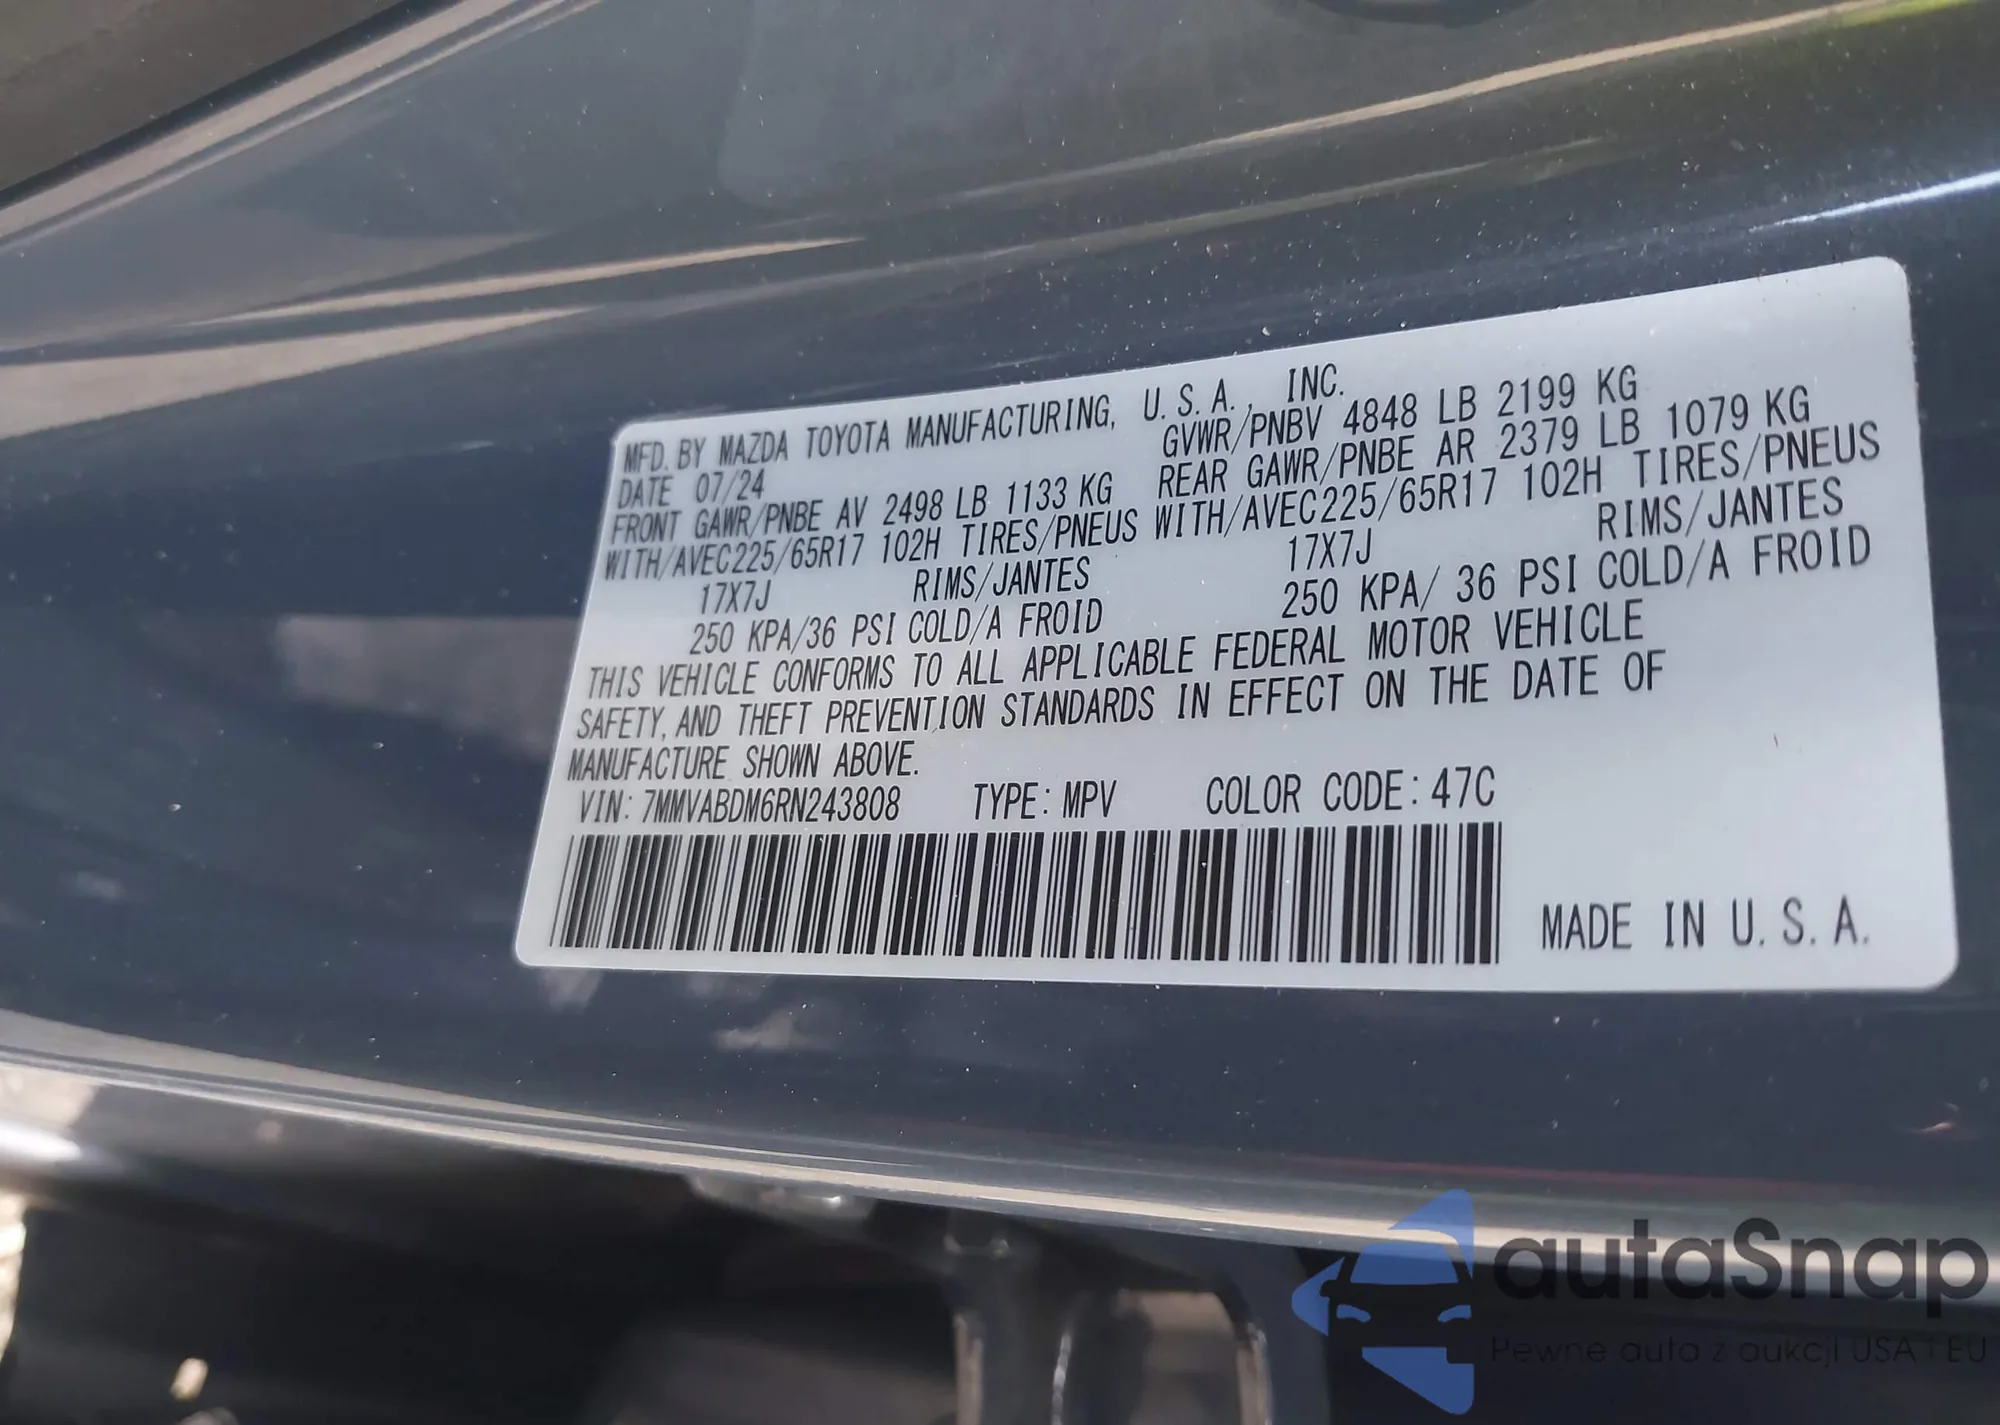 MFD. BY MAZDA TOYOTA MANUFACTURING, U.S.A., INC.
DATE 07/24 GVWR/PNBV 4848 LB 2199 KG
FRONT GAWR/PNBE AV 2498 LB 1133 KG REAR GAWR/PNBE AR 2379 LB 1079 KG
WITH/AVEC225/65R17 102H TIRES/PNEUS WITH/AVEC225/65R17 102H TIRES/PNEUS
17X7J RIMS/JANTES 17X7J RIMS/JANTES
250 KPA/36 PSI COLD/A FROID 250 KPA/ 36 PSI COLD/A FROID
THIS VEHICLE CONFORMS TO ALL APPLICABLE FEDERAL MOTOR VEHICLE
SAFETY, AND THEFT PREVENTION STANDARDS IN EFFECT ON THE DATE OF
MANUFACTURE SHOWN ABOVE.
VIN: 7MMVABDM6RN243808 TYPE: MPV COLOR CODE: 47C
MADE IN U.S.A.
autaSnap
Pewne auta z aukcji USA i EU